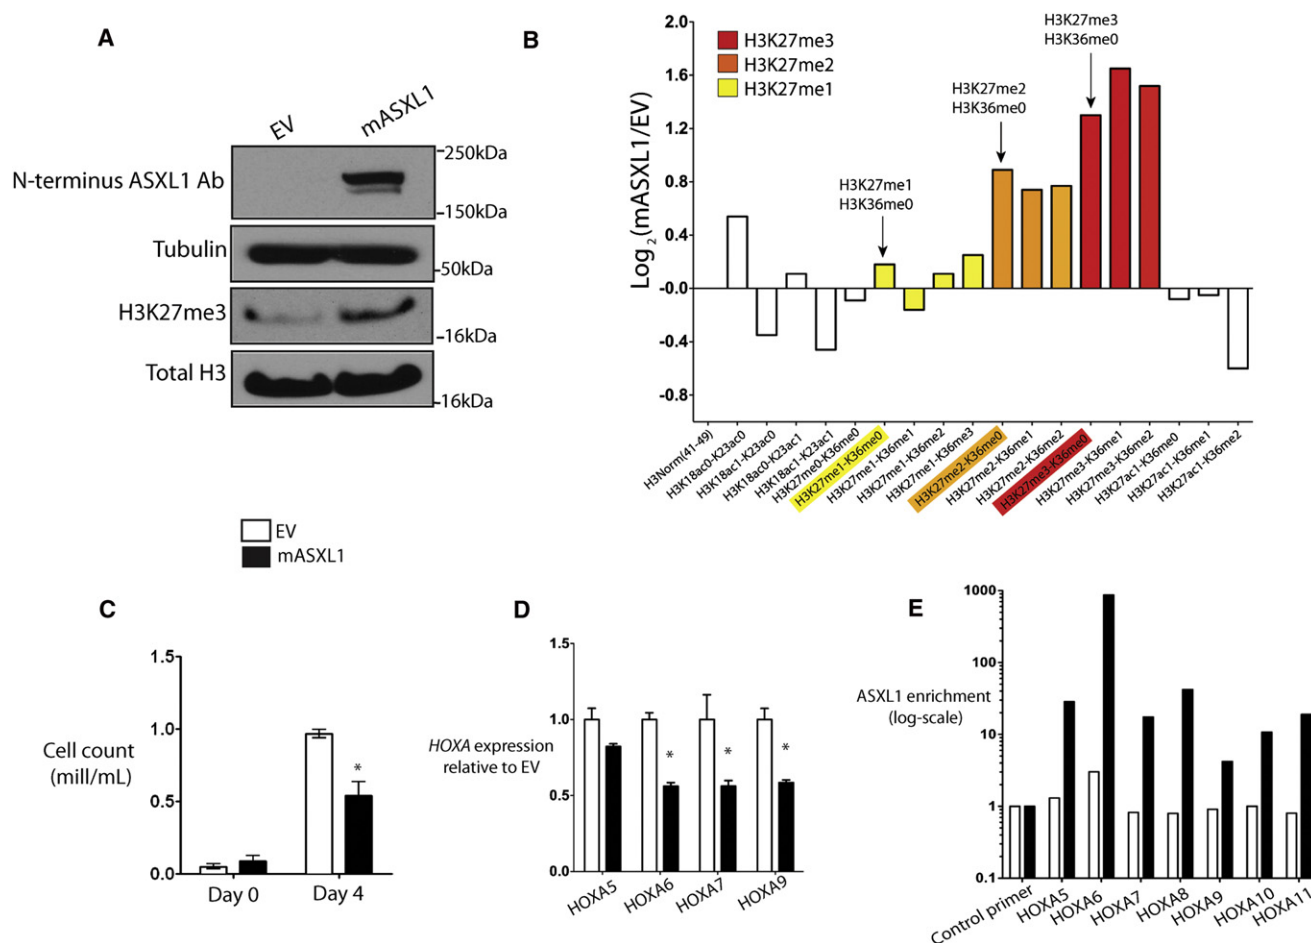 A
EV
mASXL1
N-terminus ASXL1 Ab
-250kDa
-150kDa
Tubulin
-50kDa
H3K27me3
-16kDa
Total H3
-16kDa
B
H3K27me3
H3K27me2
H3K27me1
H3K27me3
H3K36me0
H3K27me2
H3K36me0
H3K27me1
H3K36me0
Log2(mASXL1/EV)
2.0
1.6
1.2
0.8
0.4
-0.0
-0.4
-0.8
H3Norm(41-49)
H3K18ac0-K23ac0
H3K18ac1-K23ac0
H3K18ac0-K23ac1
H3K18ac1-K23ac1
H3K27me0-K36me0
H3K27me1-K36me0
H3K27me1-K36me1
H3K27me1-K36me2
H3K27me1-K36me3
H3K27me2-K36me0
H3K27me2-K36me1
H3K27me2-K36me2
H3K27me3-K36me0
H3K27me3-K36me1
H3K27me3-K36me2
H3K27ac1-K36me0
H3K27ac1-K36me1
H3K27ac1-K36me2
EV
mASXL1
C
Cell count
(mill/mL)
1.5
1.0
0.5
0.0
*
Day 0
Day 4
D
HOXA expression
relative to EV
1.5
1.0
0.5
0.0
*
*
*
HOXA5
HOXA6
HOXA7
HOXA9
E
ASXL1 enrichment
(log-scale)
1000
100
10
1
0.1
Control primer
HOXA5
HOXA6
HOXA7
HOXA8
HOXA9
HOXA10
HOXA11